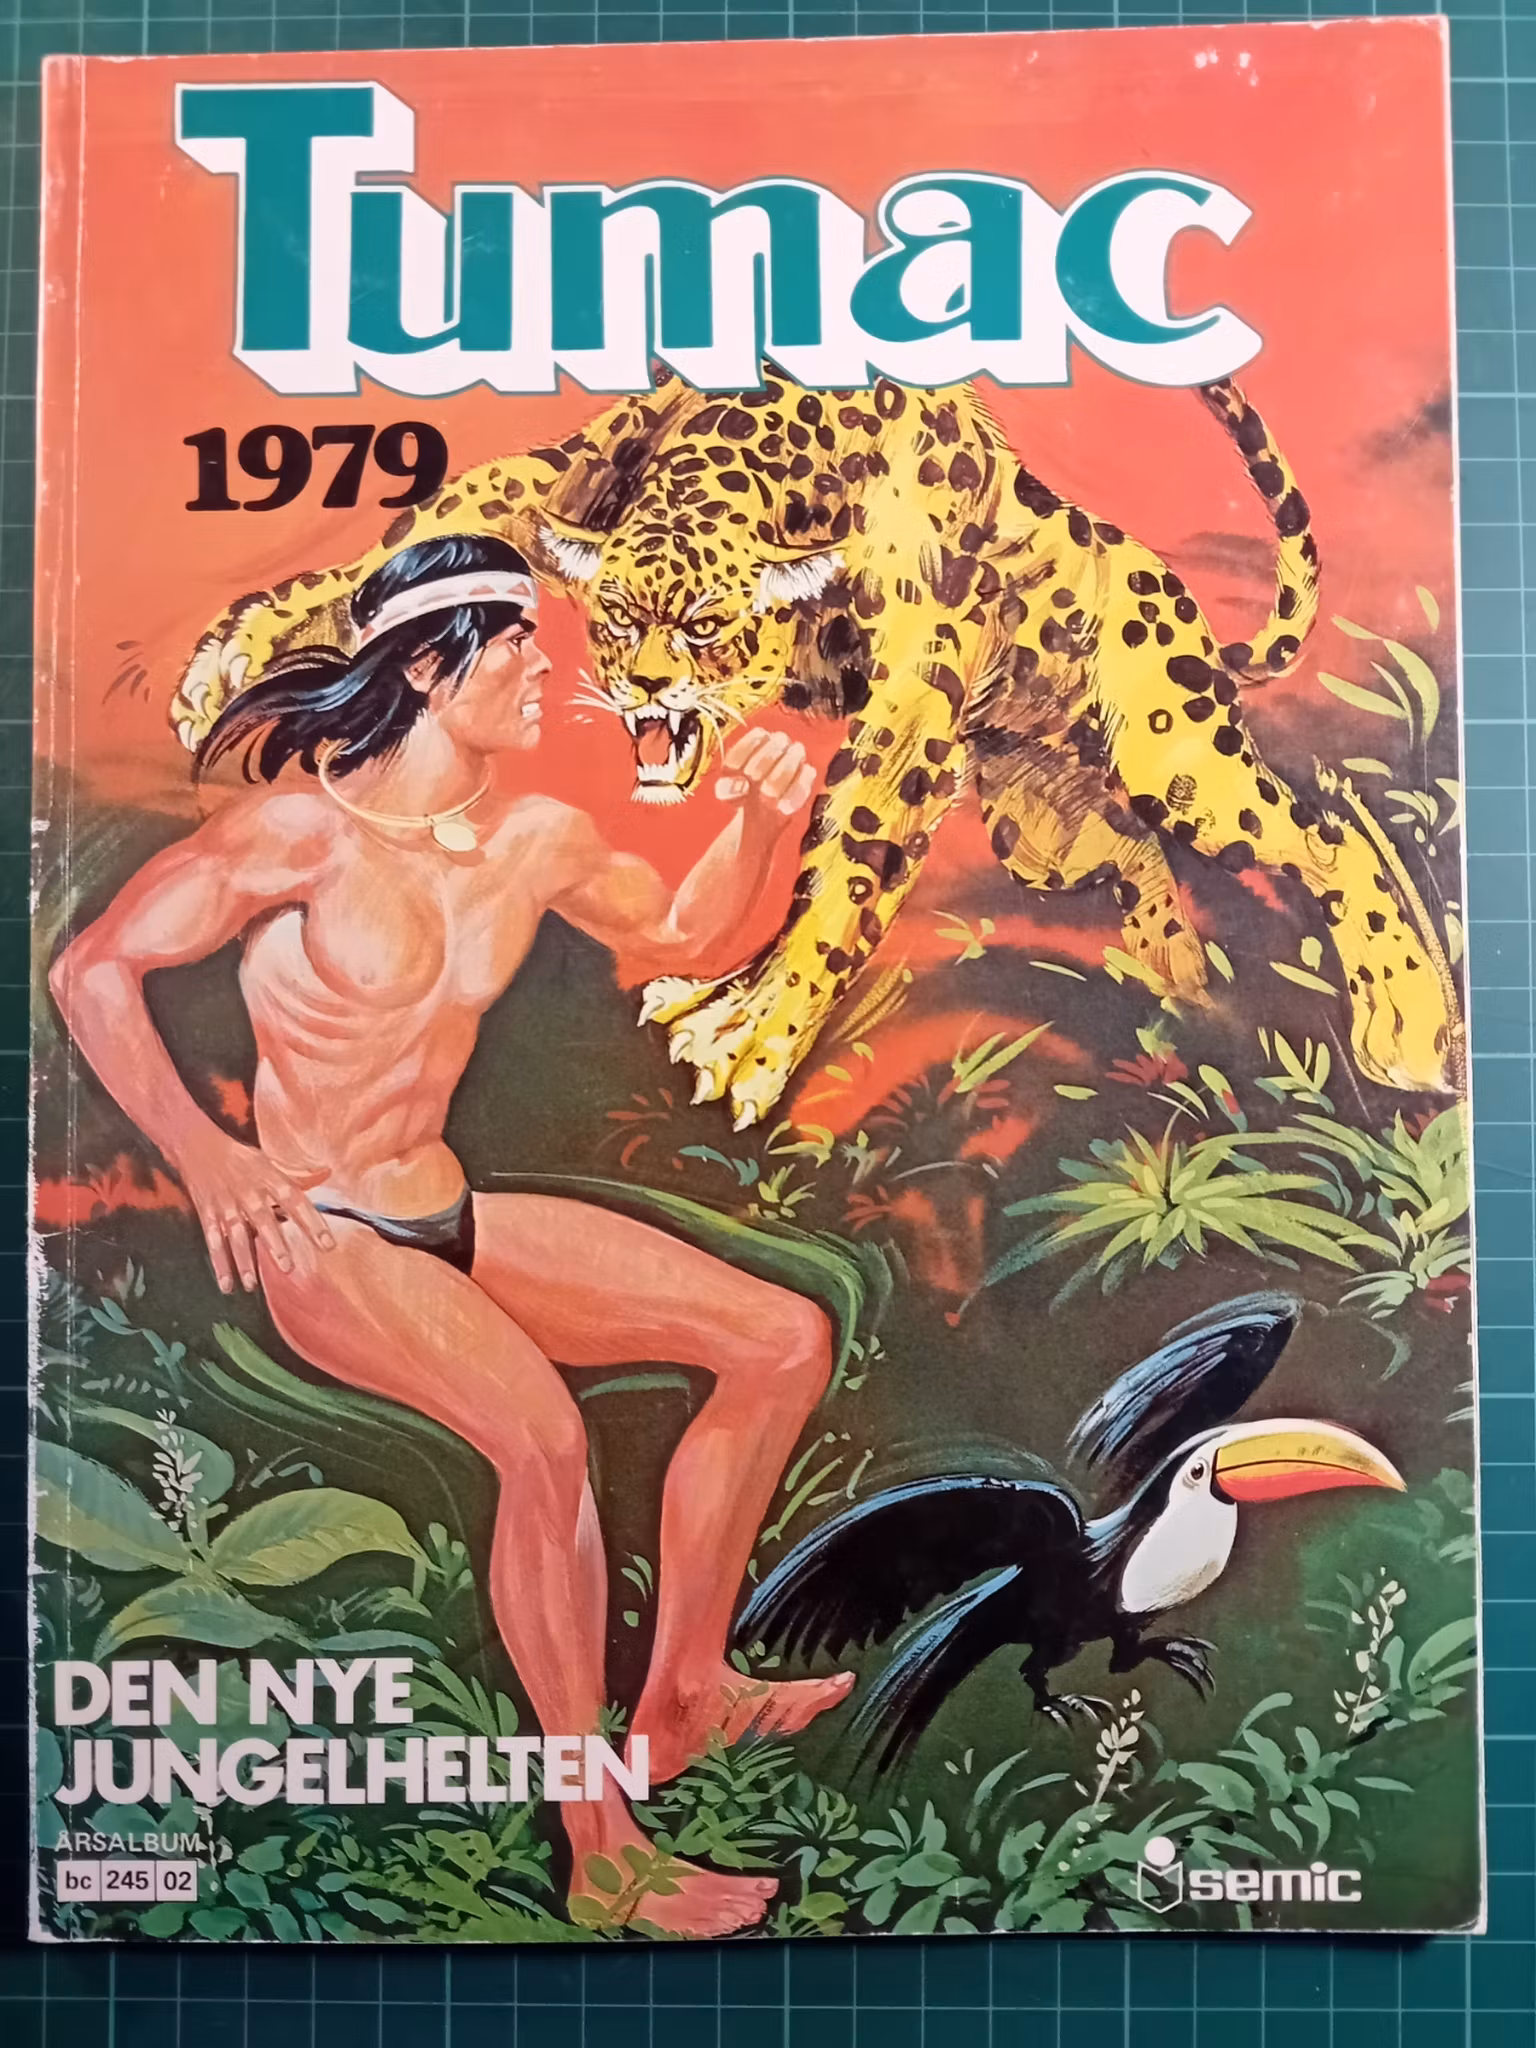 Tumac
1979
DEN NYE
JUNGELHELTEN
ÅRSALBUM
bc 245 02
semic